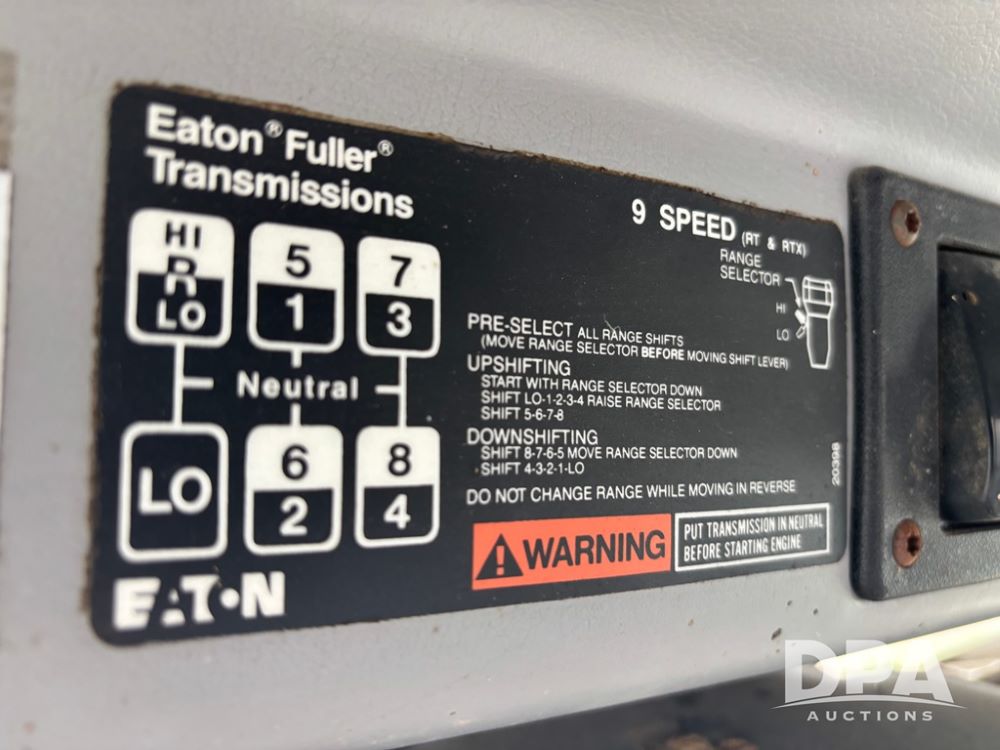 Eaton® Fuller®
Transmissions
HI
R
LO
5
1
7
3
Neutral
LO
6
2
8
4
EATON
9 SPEED (RT & RTX)
RANGE
SELECTOR
HI
LO
PRE-SELECT ALL RANGE SHIFTS
(MOVE RANGE SELECTOR BEFORE MOVING SHIFT LEVER)
UPSHIFTING
START WITH RANGE SELECTOR DOWN
SHIFT LO-1-2-3-4 RAISE RANGE SELECTOR
SHIFT 5-6-7-8
DOWNSHIFTING
SHIFT 8-7-6-5 MOVE RANGE SELECTOR DOWN
SHIFT 4-3-2-1-LO
DO NOT CHANGE RANGE WHILE MOVING IN REVERSE
WARNING
PUT TRANSMISSION IN NEUTRAL
BEFORE STARTING ENGINE
20398
DPA
AUCTIONS